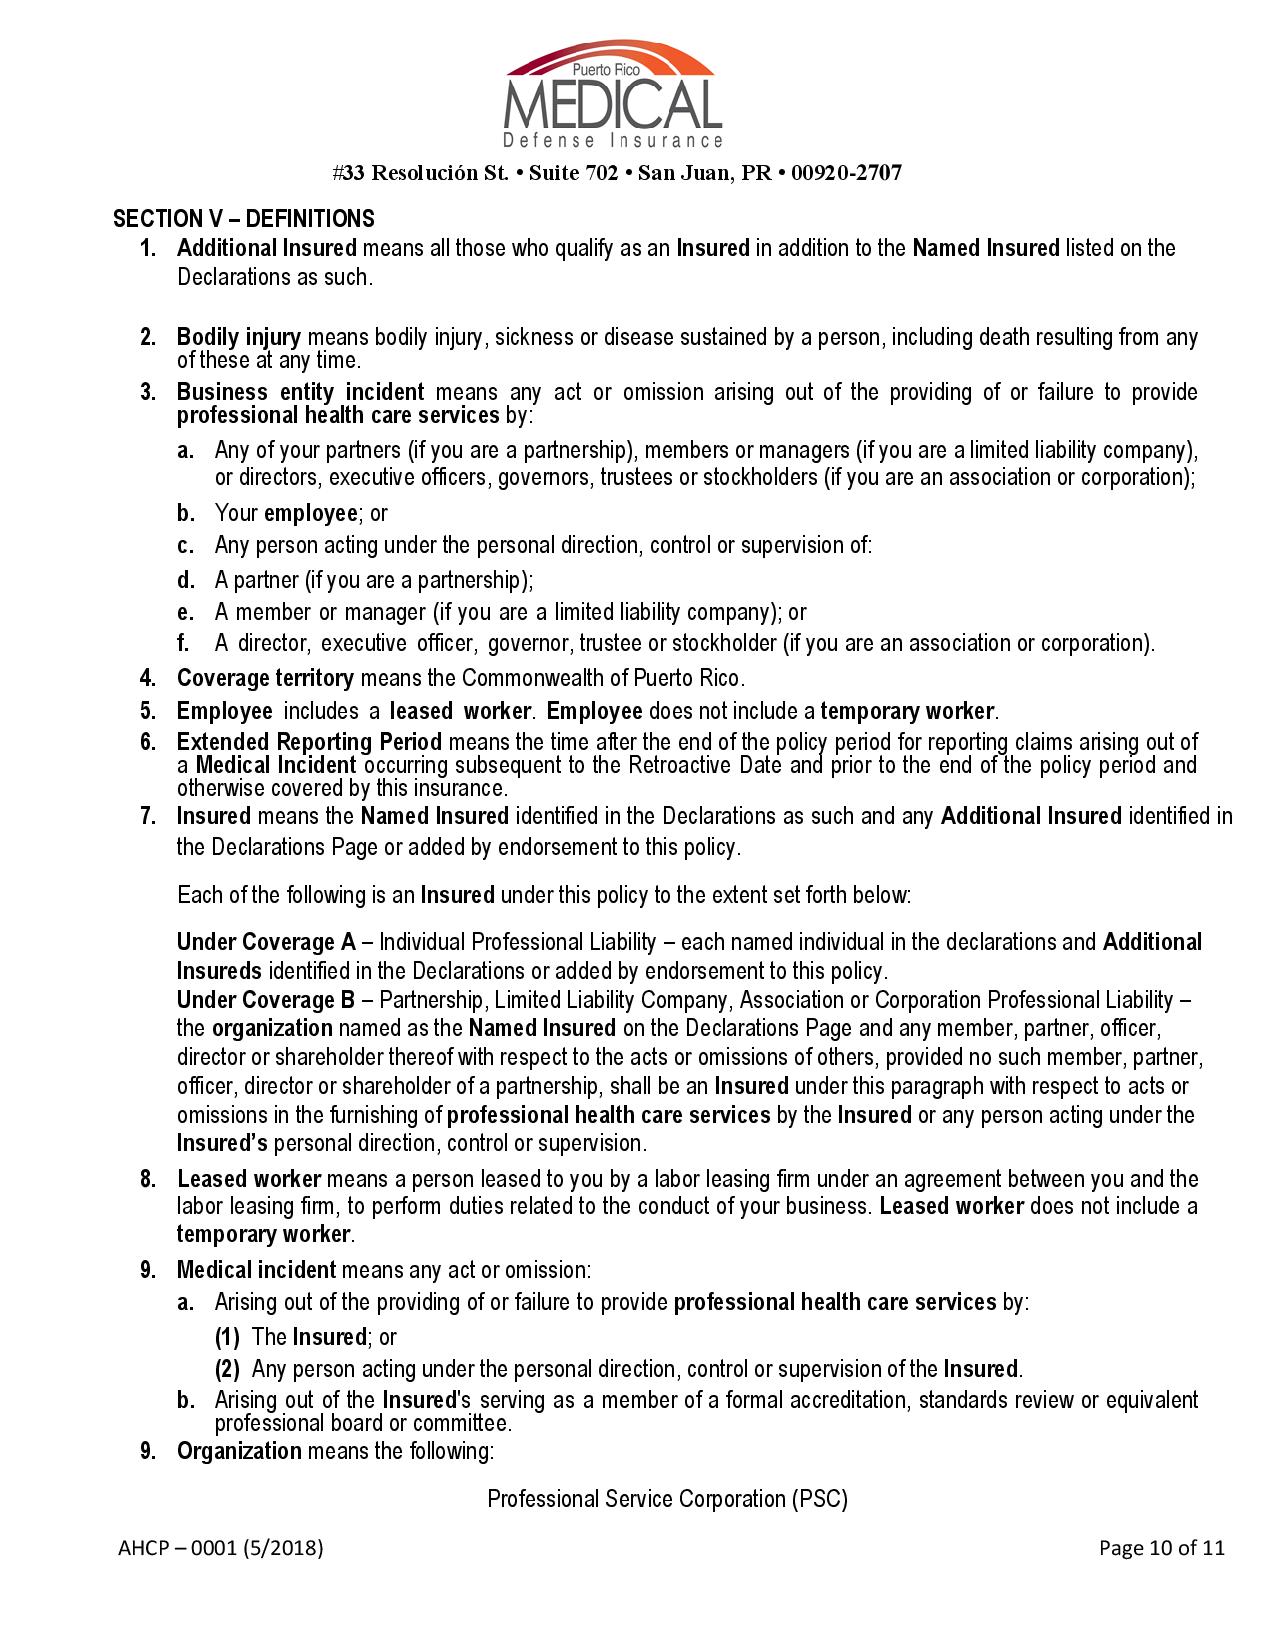 Puerto Rico
MEDICAL
Defense Insurance
#33 Resolución St. • Suite 702 • San Juan, PR • 00920-2707
SECTION V – DEFINITIONS
1. Additional Insured means all those who qualify as an Insured in addition to the Named Insured listed on the
Declarations as such.
2. Bodily injury means bodily injury, sickness or disease sustained by a person, including death resulting from any
of these at any time.
3. Business entity incident means any act or omission arising out of the providing of or failure to provide
professional health care services by:
a. Any of your partners (if you are a partnership), members or managers (if you are a limited liability company),
or directors, executive officers, governors, trustees or stockholders (if you are an association or corporation);
b. Your employee; or
c. Any person acting under the personal direction, control or supervision of:
d. A partner (if you are a partnership);
e. A member or manager (if you are a limited liability company); or
f. A director, executive officer, governor, trustee or stockholder (if you are an association or corporation).
4. Coverage territory means the Commonwealth of Puerto Rico.
5. Employee includes a leased worker. Employee does not include a temporary worker.
6. Extended Reporting Period means the time after the end of the policy period for reporting claims arising out of
a Medical Incident occurring subsequent to the Retroactive Date and prior to the end of the policy period and
otherwise covered by this insurance.
7. Insured means the Named Insured identified in the Declarations as such and any Additional Insured identified in
the Declarations Page or added by endorsement to this policy.
Each of the following is an Insured under this policy to the extent set forth below:
Under Coverage A – Individual Professional Liability – each named individual in the declarations and Additional
Insureds identified in the Declarations or added by endorsement to this policy.
Under Coverage B – Partnership, Limited Liability Company, Association or Corporation Professional Liability –
the organization named as the Named Insured on the Declarations Page and any member, partner, officer,
director or shareholder thereof with respect to the acts or omissions of others, provided no such member, partner,
officer, director or shareholder of a partnership, shall be an Insured under this paragraph with respect to acts or
omissions in the furnishing of professional health care services by the Insured or any person acting under the
Insured’s personal direction, control or supervision.
8. Leased worker means a person leased to you by a labor leasing firm under an agreement between you and the
labor leasing firm, to perform duties related to the conduct of your business. Leased worker does not include a
temporary worker.
9. Medical incident means any act or omission:
a. Arising out of the providing of or failure to provide professional health care services by:
(1) The Insured; or
(2) Any person acting under the personal direction, control or supervision of the Insured.
b. Arising out of the Insured's serving as a member of a formal accreditation, standards review or equivalent
professional board or committee.
9. Organization means the following:
Professional Service Corporation (PSC)
AHCP – 0001 (5/2018) Page 10 of 11